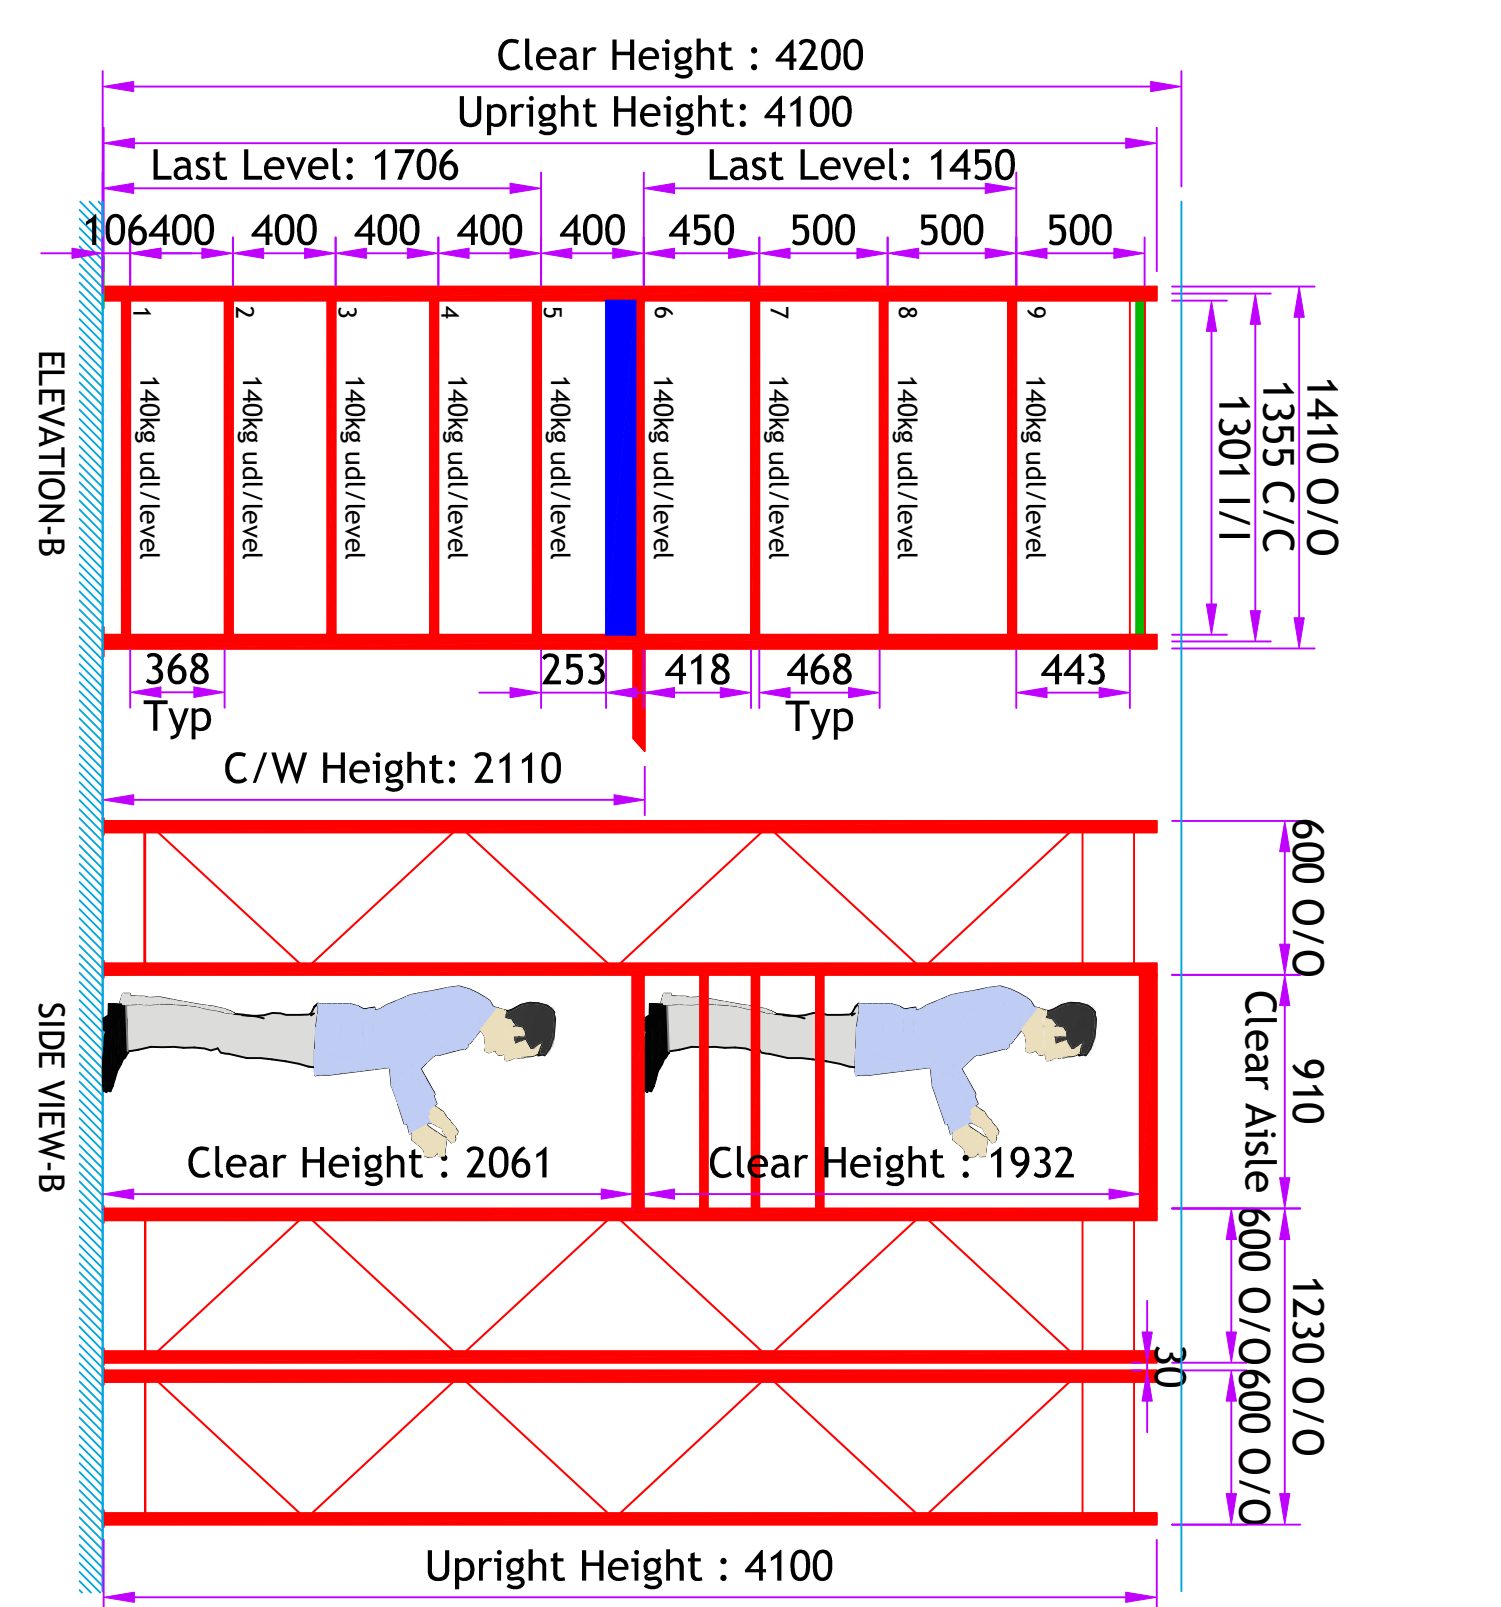 Clear Height : 4200
Upright Height: 4100
Last Level: 1706
Last Level: 1450
106
400
400
400
400
400
450
500
500
500
1
2
3
4
5
6
7
8
9
140kg udl/level
140kg udl/level
140kg udl/level
140kg udl/level
140kg udl/level
140kg udl/level
140kg udl/level
140kg udl/level
140kg udl/level
1410 O/O
1355 C/C
1301 I/I
ELEVATION-B
368
Typ
253
418
468
Typ
443
C/W Height: 2110
600 O/O
910
Clear Aisle
Clear Height : 2061
Clear Height : 1932
SIDE VIEW-B
600 O/O
1230 O/O
30
600 O/O
Upright Height : 4100